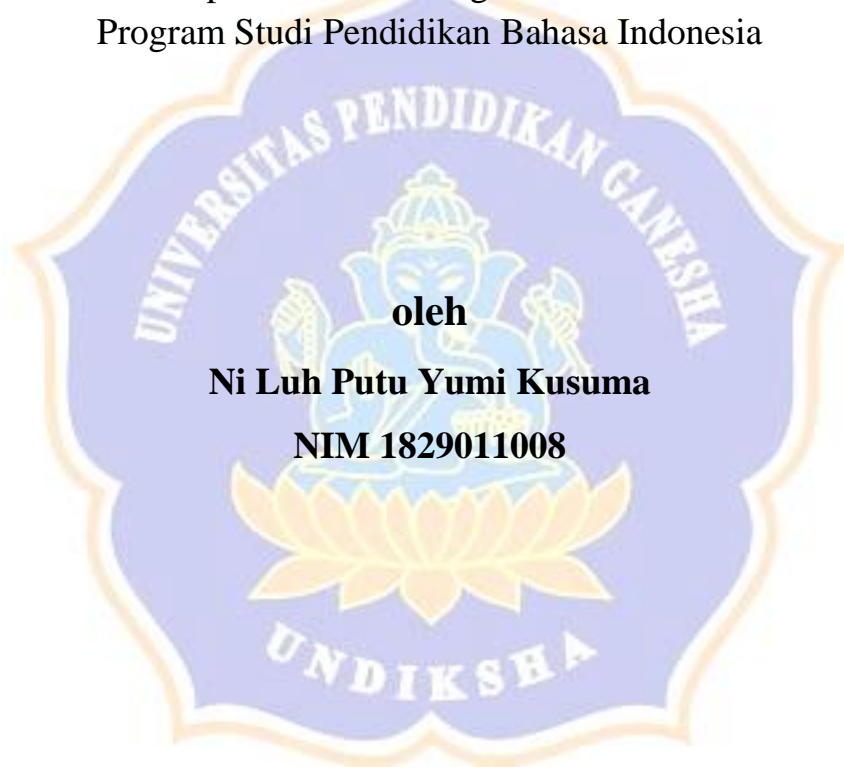 Program Studi Pendidikan Bahasa Indonesia
UNIVERSITAS PENDIDIKAN GANESHA
oleh
Ni Luh Putu Yumi Kusuma
NIM 1829011008
UNDIKSHA